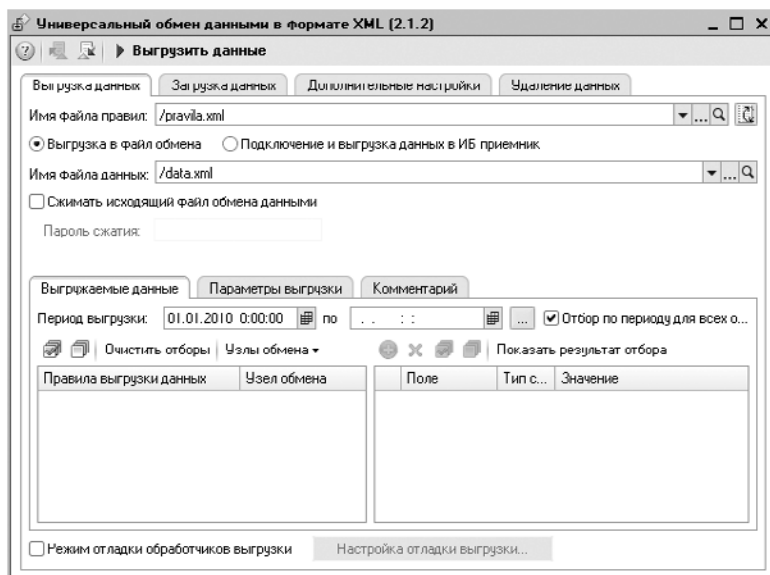 Универсальный обмен данными в формате XML (2.1.2)
Выгрузить данные
Выгрузка данных Загрузка данных Дополнительные настройки Удаление данных
Имя файла правил: /pravila.xml
Выгрузка в файл обмена Подключение и выгрузка данных в ИБ приемник
Имя файла данных: /data.xml
Сжимать исходящий файл обмена данными
Пароль сжатия:
Выгружаемые данные Параметры выгрузки Комментарий
Период выгрузки: 01.01.2010 0:00:00 по . . : : ... Отбор по периоду для всех о...
Очистить отборы Узлы обмена Показать результат отбора
Правила выгрузки данных Узел обмена Поле Тип с... Значение
Режим отладки обработчиков выгрузки Настройка отладки выгрузки...